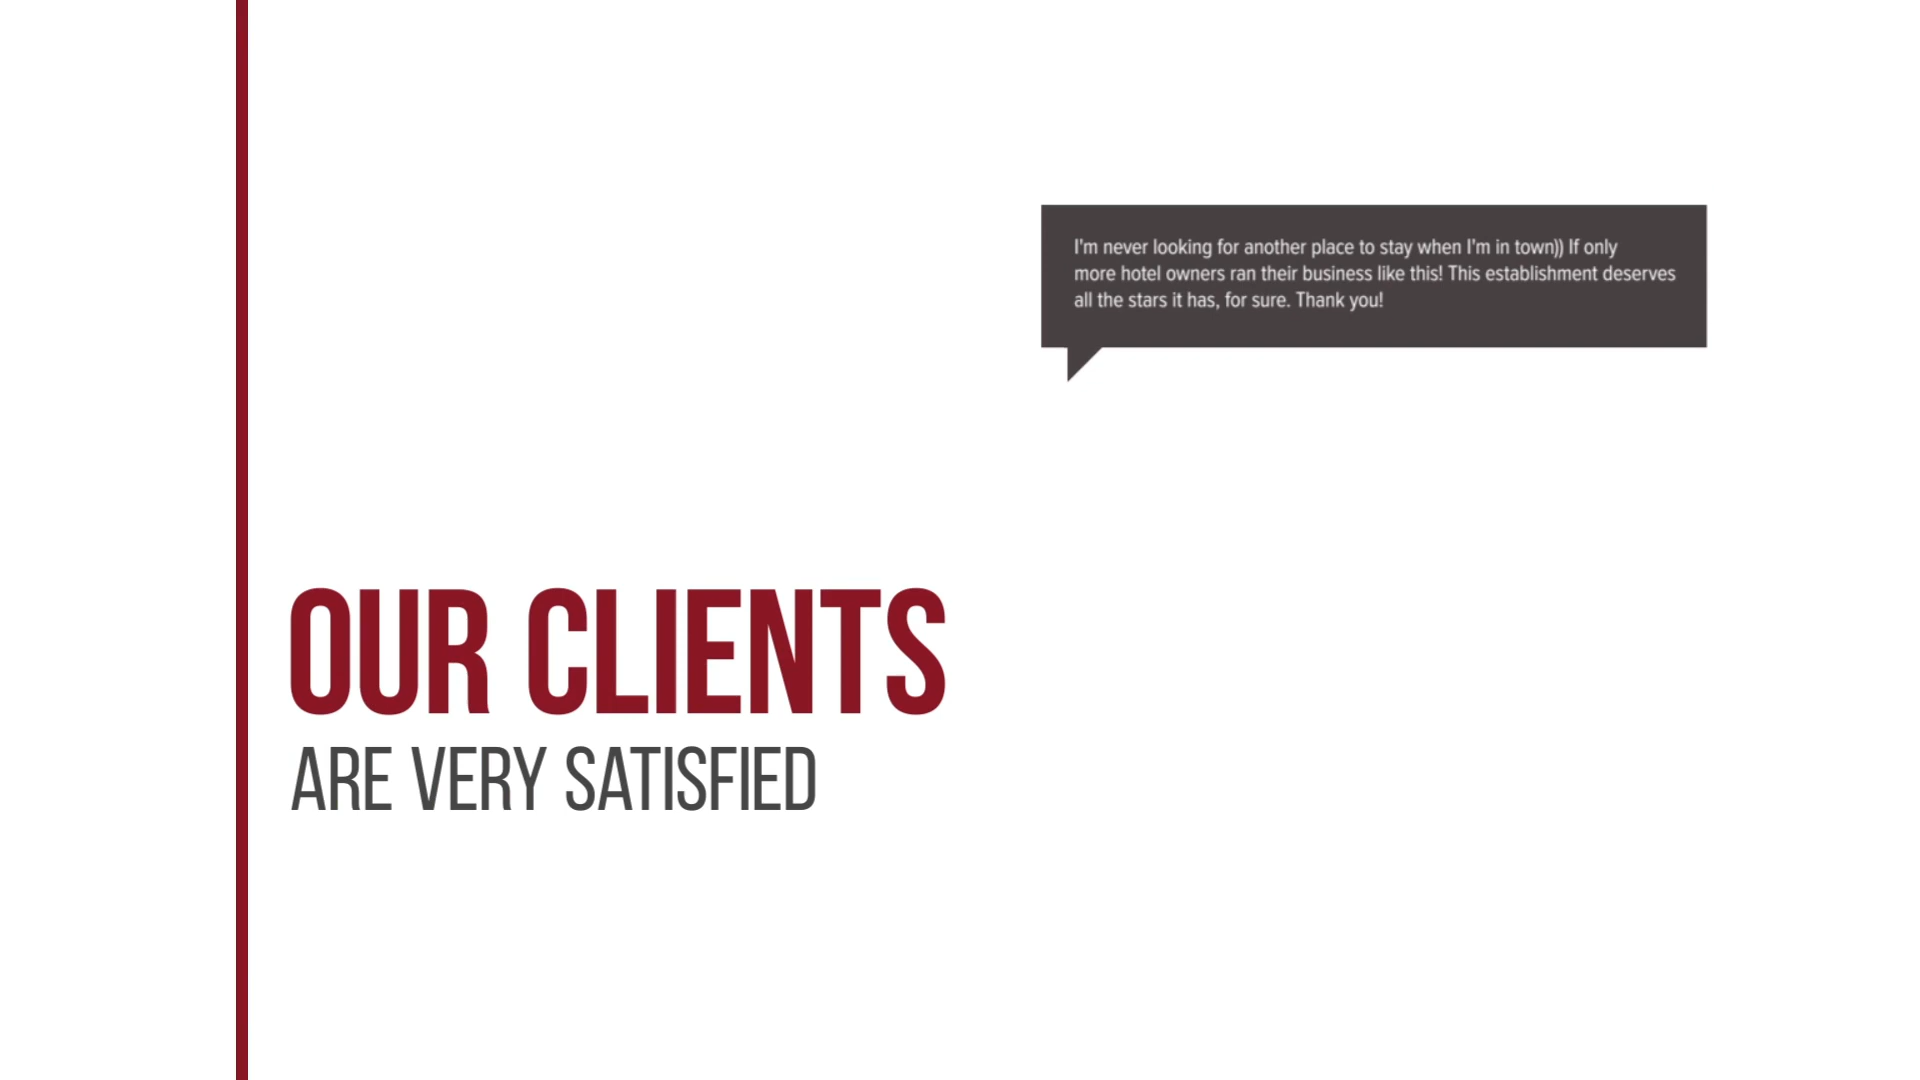 I'm never looking for another place to stay when I'm in town)) If only
more hotel owners ran their business like this! This establishment deserves
all the stars it has, for sure. Thank you!
OUR CLIENTS
ARE VERY SATISFIED